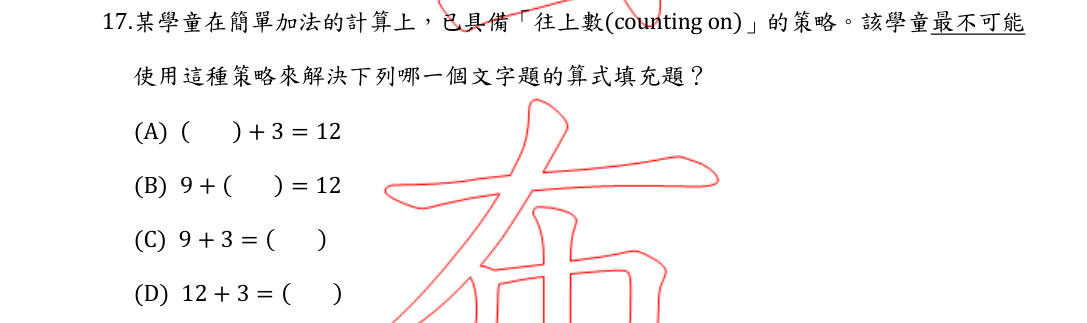 17.某學童在簡單加法的計算上，已具備「往上數(counting on)」的策略。該學童最不可能
使用這種策略來解決下列哪一個文字題的算式填充題？
(A) (　　) + 3 = 12
(B) 9 + (　　) = 12
(C) 9 + 3 = (　　)
(D) 12 + 3 = (　　)
布